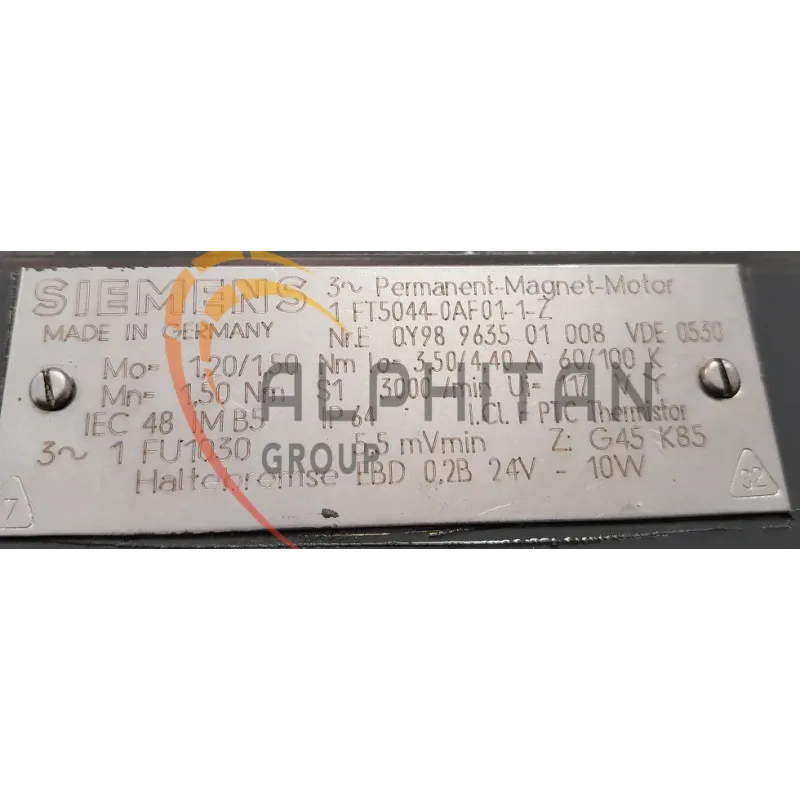 SIEMENS 3~ Permanent-Magnet-Motor
1 FT5044-0AF01-1-Z
MADE IN GERMANY Nr.E 0Y98 9635 01 008 VDE 0530
Mo= 1,20/1,50 Nm Io= 3,50/4,40 A 60/100 K
Mn= 1,50 Nm S1 3000/min Ui= 117 V Y
IEC 48 IM B5 IP 64 I.Cl. F PTC Thermistor
3~ 1 FU1030 5,5 mVmin Z: G45 K85
Haltebremse EBD 0,2B 24V - 10W
7
82
ALPHITAN
GROUP